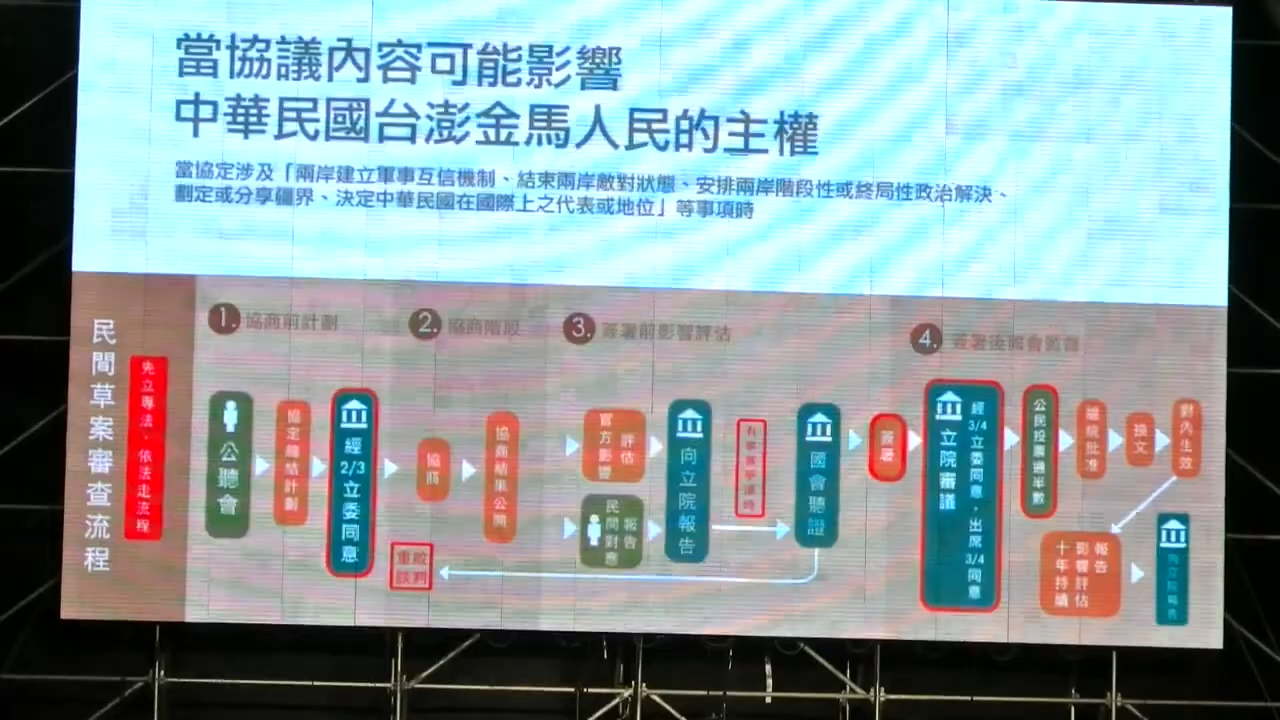 當協議內容可能影響
中華民國台澎金馬人民的主權
當協定涉及「兩岸建立軍事互信機制、結束兩岸敵對狀態、安排兩岸階段性或終局性政治解決、
劃定或分享疆界、決定中華民國在國際上之代表或地位」等事項時
民間草案審查流程
先立專法,依法走流程
1. 協商前計劃
公聽會
協定締結計劃
經2/3立委同意
2. 協商階段
協商
協商結果公開
重啟
談判
3. 簽署前影響評估
官方影響
評估
民間對應
報告
向立院報告
國會聽證
4. 簽署後國會監督
簽署
立院審議
經3/4立委同意,出席3/4同意
公民投票過半數
總統批准
換文
對內生效
十年持續
影響評估
報告
向立院報告